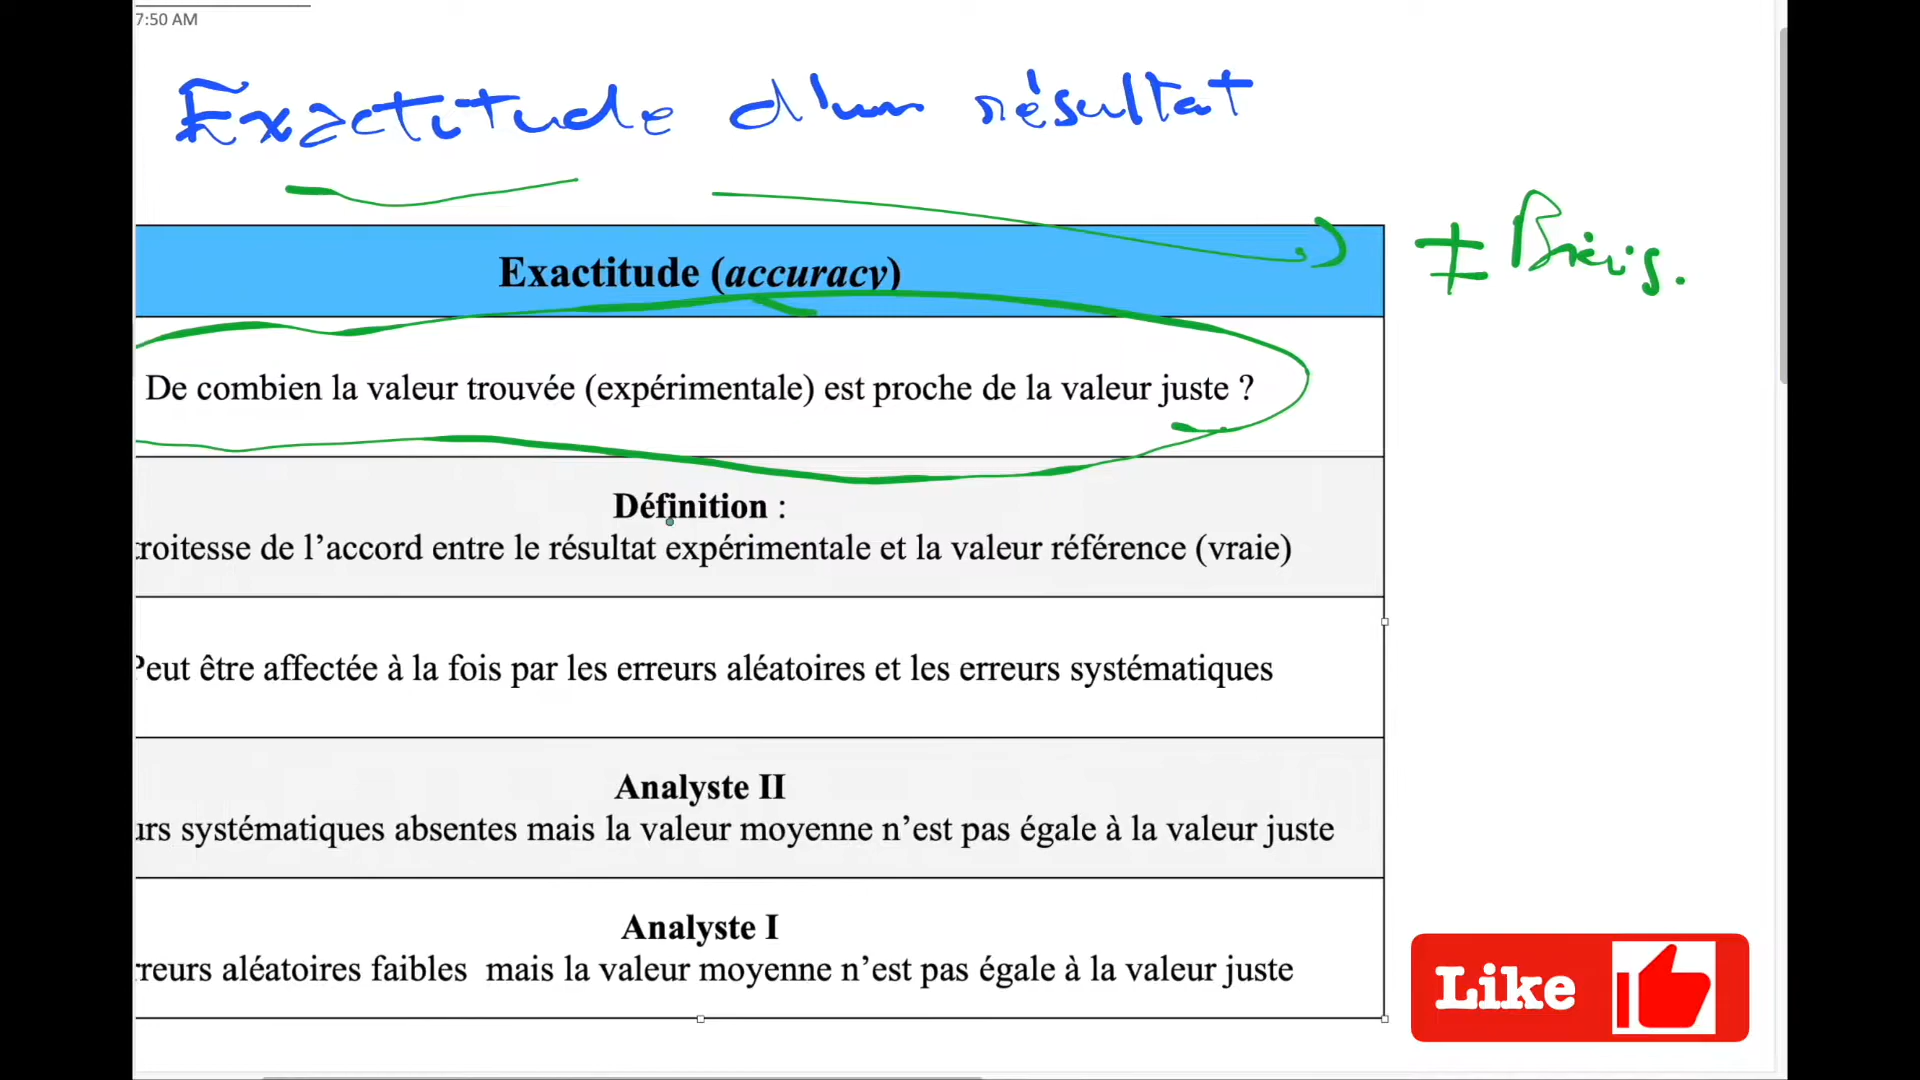 7:50 AM
Exactitude d'un résultat
≠ Précis.
Exactitude (accuracy)
De combien la valeur trouvée (expérimentale) est proche de la valeur juste ?
Définition :
troitesse de l'accord entre le résultat expérimentale et la valeur référence (vraie)
Peut être affectée à la fois par les erreurs aléatoires et les erreurs systématiques
Analyste II
urs systématiques absentes mais la valeur moyenne n'est pas égale à la valeur juste
Analyste I
rreurs aléatoires faibles mais la valeur moyenne n'est pas égale à la valeur juste
Like